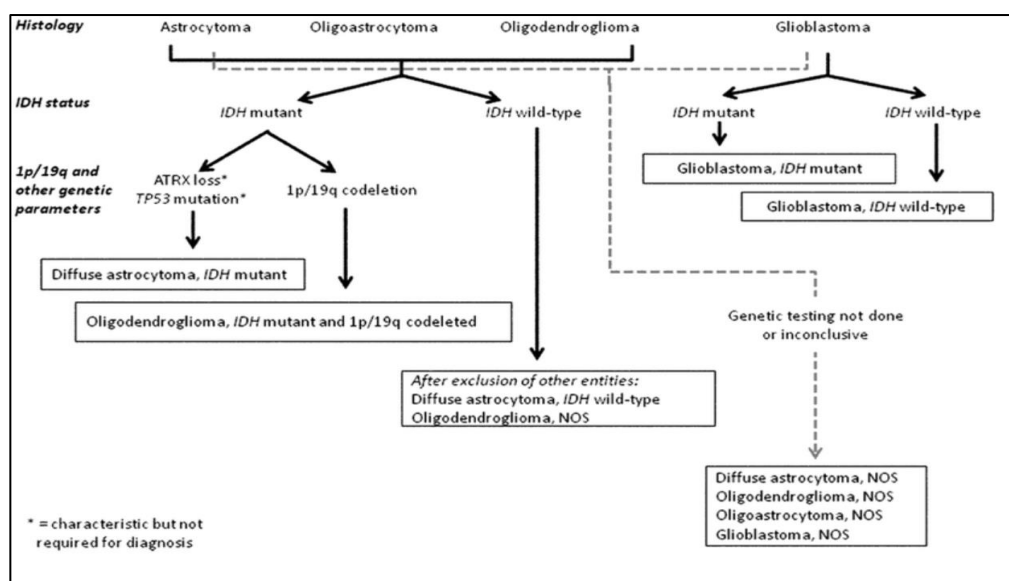 Histology Astrocytoma Oligoastrocytoma Oligodendroglioma Glioblastoma
IDH status IDH mutant IDH wild-type IDH mutant IDH wild-type
1p/19q and
other genetic
parameters
ATRX loss*
TP53 mutation*
1p/19q codeletion
Glioblastoma, IDH mutant
Glioblastoma, IDH wild-type
Diffuse astrocytoma, IDH mutant
Oligodendroglioma, IDH mutant and 1p/19q codeleted
Genetic testing not done
or inconclusive
After exclusion of other entities:
Diffuse astrocytoma, IDH wild-type
Oligodendroglioma, NOS
Diffuse astrocytoma, NOS
Oligodendroglioma, NOS
Oligoastrocytoma, NOS
Glioblastoma, NOS
* = characteristic but not
required for diagnosis